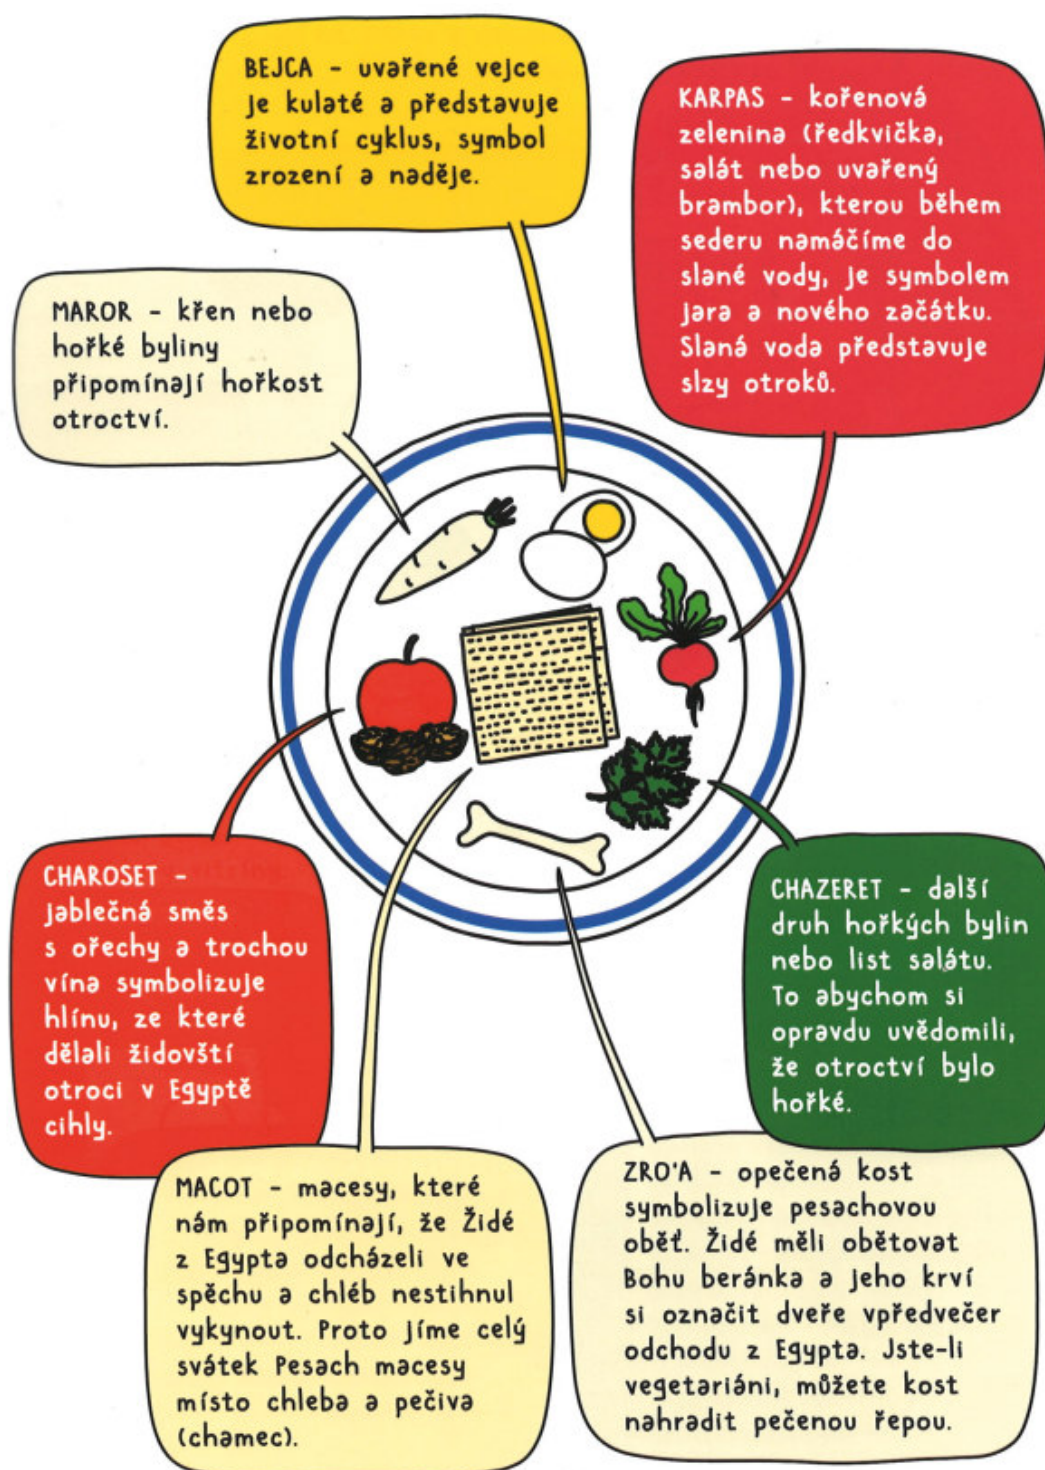 BEJCA – uvařené vejce
je kulaté a představuje
životní cyklus, symbol
zrození a naděje.
KARPAS – kořenová
zelenina (ředkvička,
salát nebo uvařený
brambor), kterou během
sederu namáčíme do
slané vody, je symbolem
jara a nového začátku.
Slaná voda představuje
slzy otroků.
MAROR – křen nebo
hořké byliny
připomínají hořkost
otroctví.
CHAROSET –
jablečná směs
s ořechy a trochou
vína symbolizuje
hlínu, ze které
dělali židovští
otroci v Egyptě
cihly.
CHAZERET – další
druh hořkých bylin
nebo list salátu.
To abychom si
opravdu uvědomili,
že otroctví bylo
hořké.
MACOT – macesy, které
nám připomínají, že Židé
z Egypta odcházeli ve
spěchu a chléb nestihnul
vykynout. Proto jíme celý
svátek Pesach macesy
místo chleba a pečiva
(chamec).
ZRO'A – opečená kost
symbolizuje pesachovou
oběť. Židé měli obětovat
Bohu beránka a jeho krví
si označit dveře vpředvečer
odchodu z Egypta. Jste-li
vegetariáni, můžete kost
nahradit pečenou řepou.